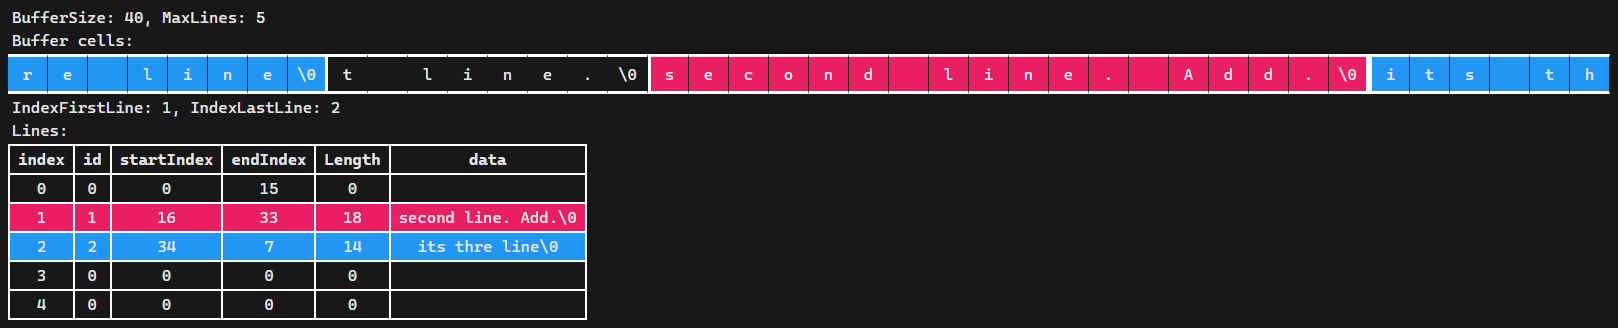 BufferSize: 40, MaxLines: 5
Buffer cells:
r e   l i n e \0 t   l i n e . \0 s e c o n d   l i n e .   A d d . \0 i t s   t h
IndexFirstLine: 1, IndexLastLine: 2
Lines:
index id startIndex endIndex Length data
0 0 0 15 0
1 1 16 33 18 second line. Add.\0
2 2 34 7 14 its thre line\0
3 0 0 0 0
4 0 0 0 0